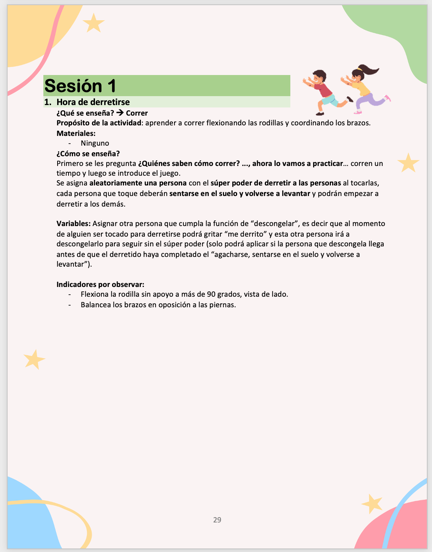 Sesión 1
1. Hora de derretirse
¿Qué se enseña? → Correr
Propósito de la actividad: aprender a correr flexionando las rodillas y coordinando los brazos.
Materiales:
- Ninguno
¿Cómo se enseña?
Primero se les pregunta ¿Quiénes saben cómo correr? ..., ahora lo vamos a practicar... corren un
tiempo y luego se introduce el juego.
Se asigna aleatoriamente una persona con el súper poder de derretir a las personas al tocarlas,
cada persona que toque deberán sentarse en el suelo y volverse a levantar y podrán empezar a
derretir a los demás.
Variables: Asignar otra persona que cumpla la función de “descongelar”, es decir que al momento
de alguien ser tocado para derretirse podrá gritar “me derrito” y esta otra persona irá a
descongelarlo para seguir sin el súper poder (solo podrá aplicar si la persona que descongela llega
antes de que el derretido haya completado el “agacharse, sentarse en el suelo y volverse a
levantar”).
Indicadores por observar:
- Flexiona la rodilla sin apoyo a más de 90 grados, vista de lado.
- Balancea los brazos en oposición a las piernas.
29